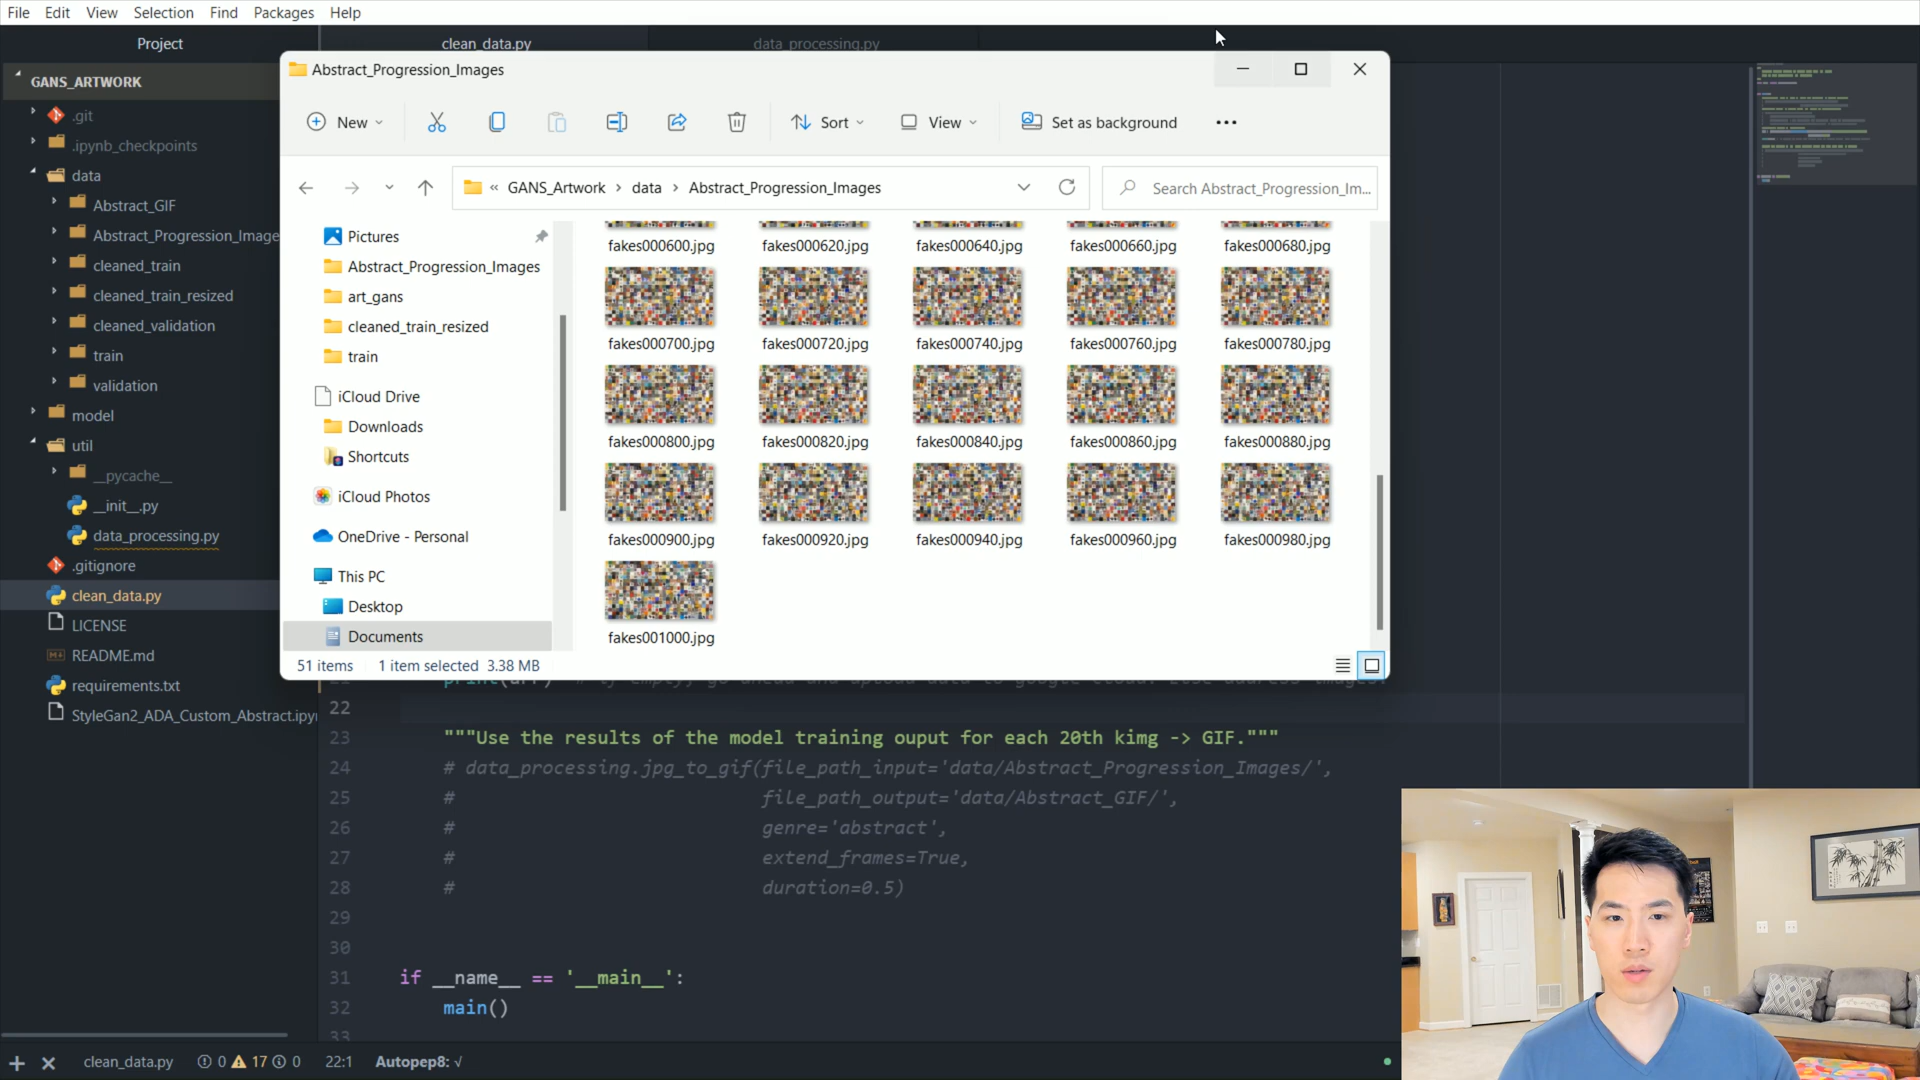 File Edit View Selection Find Packages Help
Project
clean_data.py
data_processing.py
GANS_ARTWORK
.git
.ipynb_checkpoints
data
Abstract_GIF
Abstract_Progression_Image
cleaned_train
cleaned_train_resized
cleaned_validation
train
validation
model
util
__pycache__
__init__.py
data_processing.py
.gitignore
clean_data.py
LICENSE
README.md
requirements.txt
StyleGan2_ADA_Custom_Abstract.ipy
Abstract_Progression_Images
New
Sort
View
Set as background
« GANS_Artwork › data › Abstract_Progression_Images
Search Abstract_Progression_Im...
Pictures
Abstract_Progression_Images
art_gans
cleaned_train_resized
train
iCloud Drive
Downloads
Shortcuts
iCloud Photos
OneDrive - Personal
This PC
Desktop
Documents
fakes000600.jpg fakes000620.jpg fakes000640.jpg fakes000660.jpg fakes000680.jpg
fakes000700.jpg fakes000720.jpg fakes000740.jpg fakes000760.jpg fakes000780.jpg
fakes000800.jpg fakes000820.jpg fakes000840.jpg fakes000860.jpg fakes000880.jpg
fakes000900.jpg fakes000920.jpg fakes000940.jpg fakes000960.jpg fakes000980.jpg
fakes001000.jpg
51 items 1 item selected 3.38 MB
22
23 """Use the results of the model training ouput for each 20th kimg -> GIF."""
24 # data_processing.jpg_to_gif(file_path_input='data/Abstract_Progression_Images/',
25 # file_path_output='data/Abstract_GIF/',
26 # genre='abstract',
27 # extend_frames=True,
28 # duration=0.5)
29
30
31 if __name__ == '__main__':
32 main()
33
clean_data.py 0 17 0 22:1 Autopep8: √